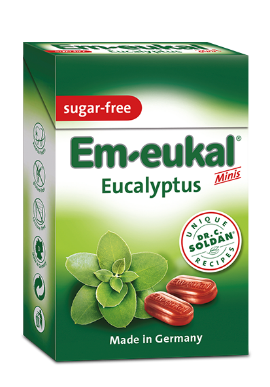 sugar-free
Em-eukal®
Minis
Eucalyptus
UNIQUE
DR. C.
SOLDAN®
RECIPES
Made in Germany